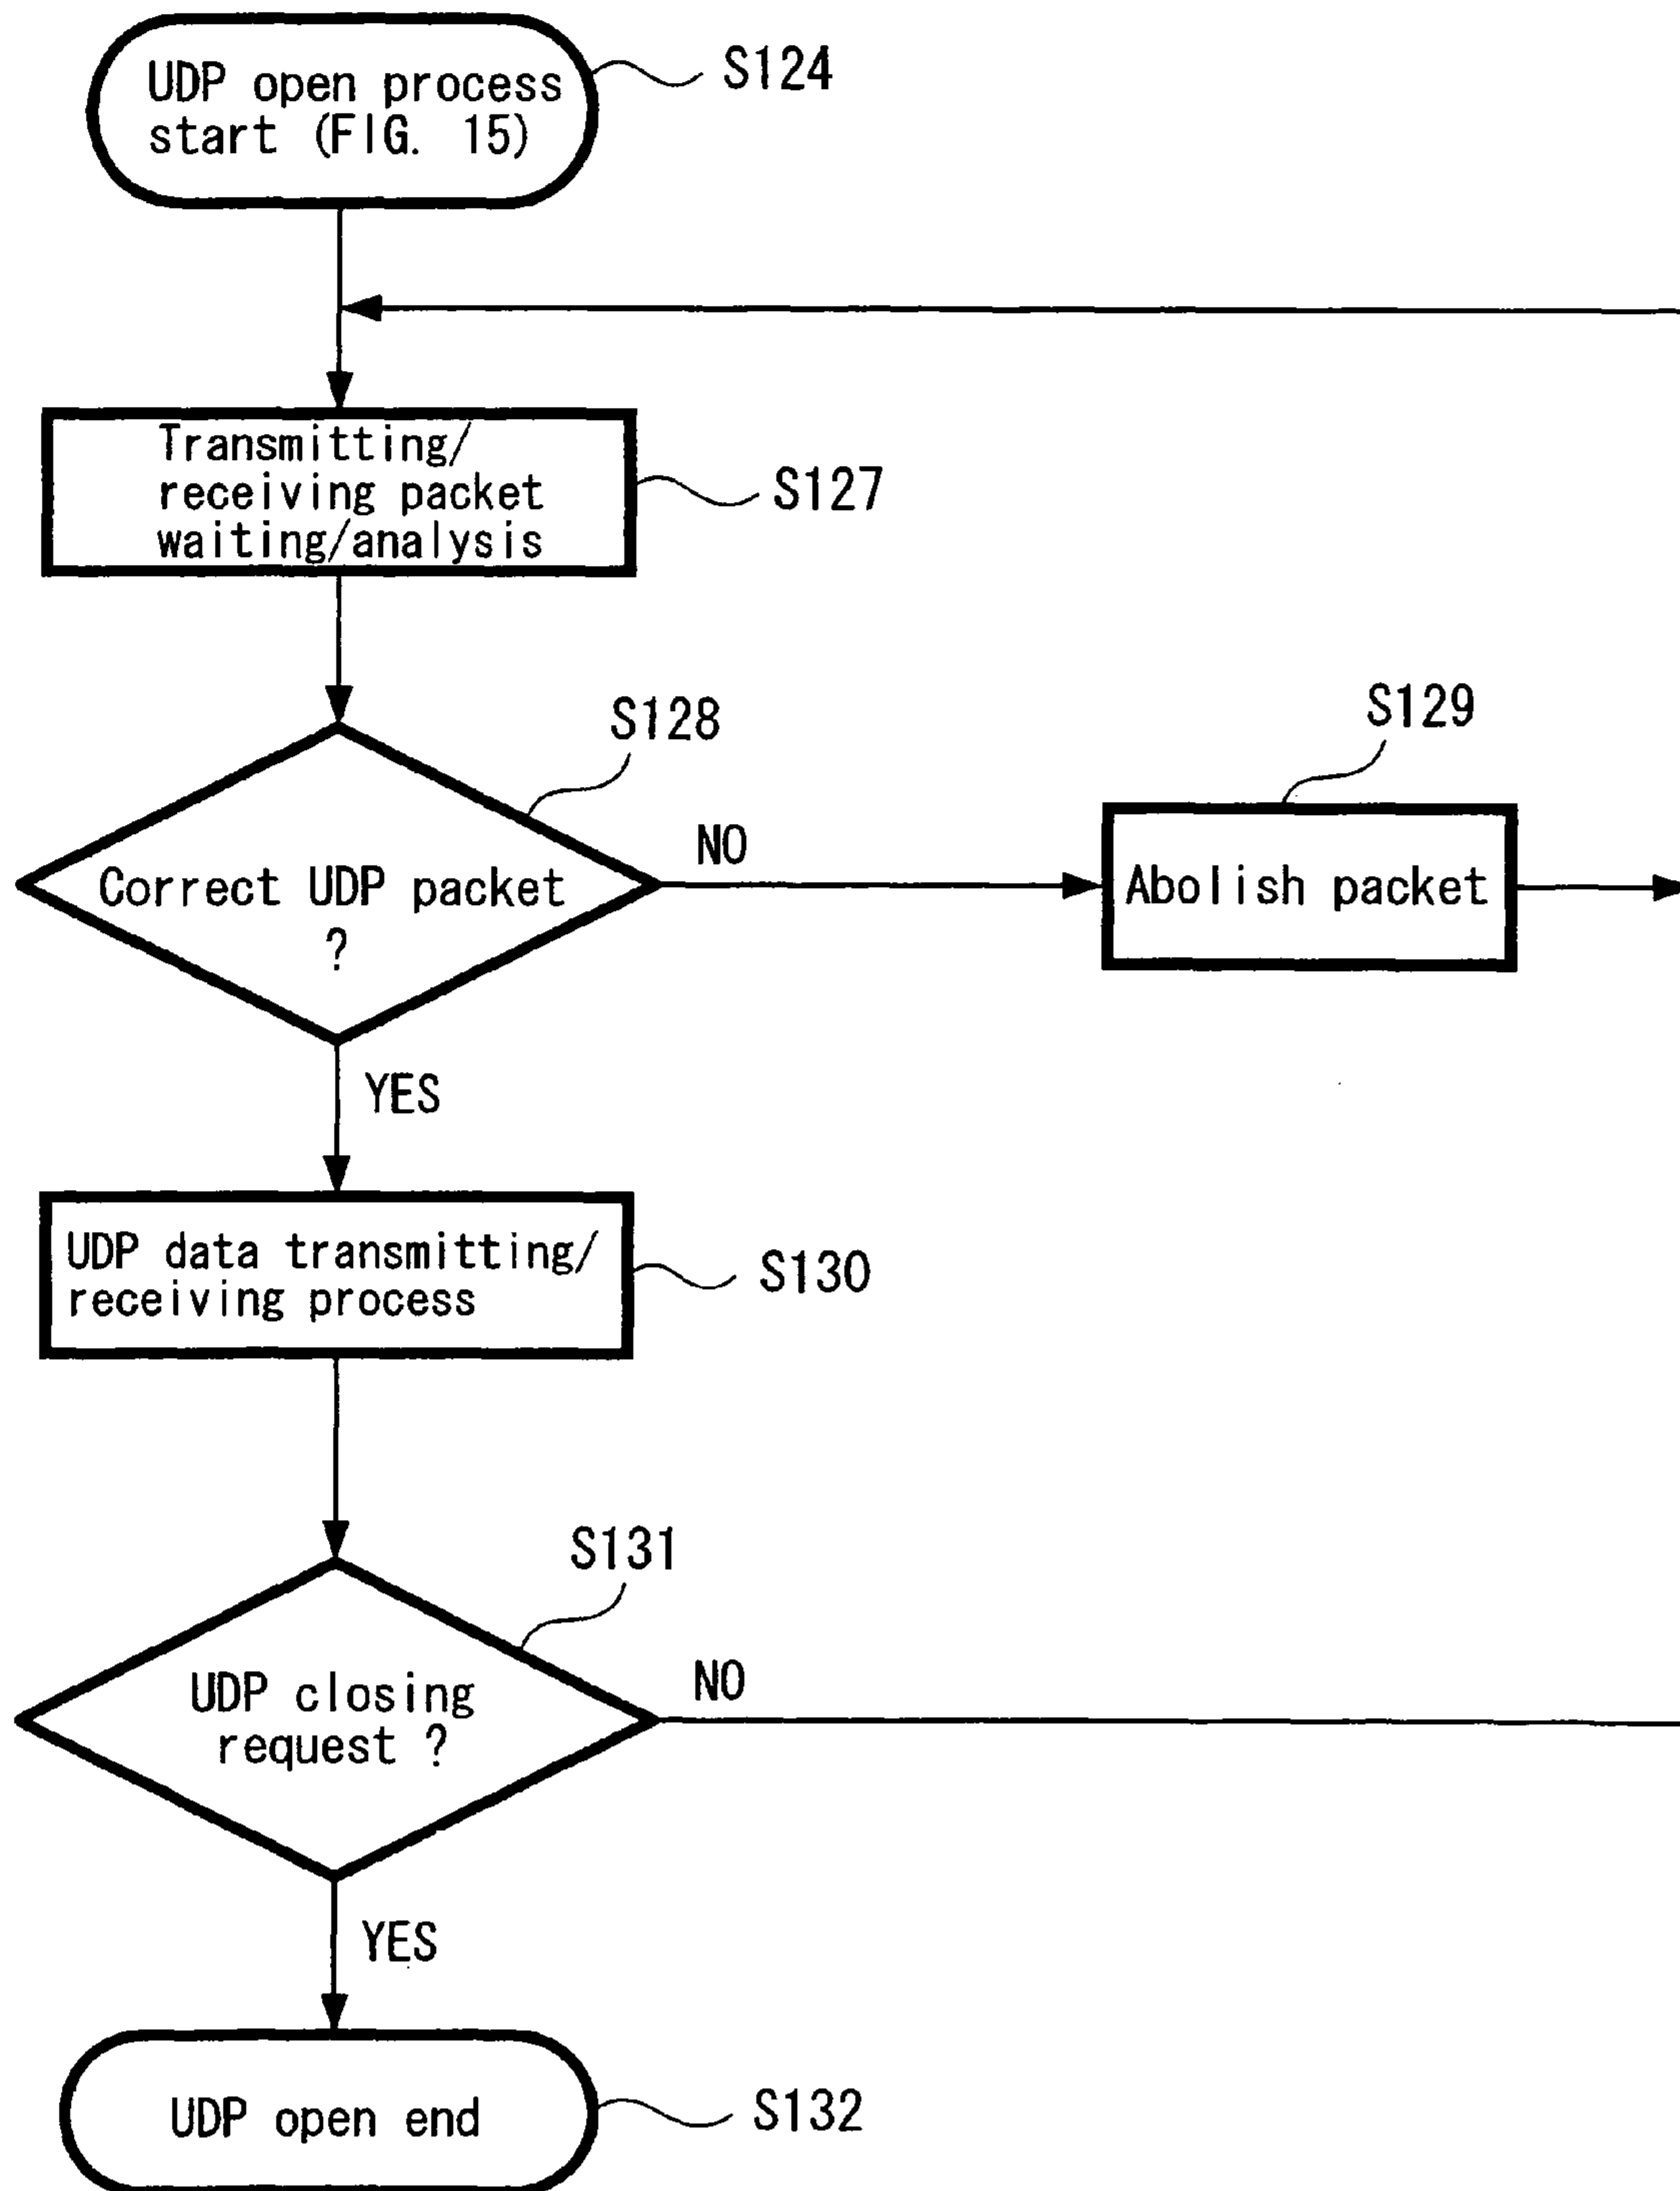 UDP open process
start (FIG. 15)
S124
Transmitting/
receiving packet
waiting/analysis
S127
S128
S129
Correct UDP packet
?
NO
Abolish packet
YES
UDP data transmitting/
receiving process
S130
S131
UDP closing
request ?
NO
YES
UDP open end
S132